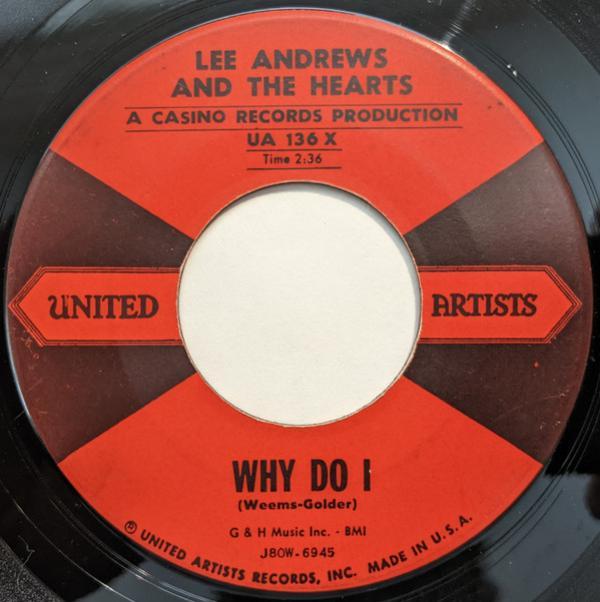 LEE ANDREWS
AND THE HEARTS
A CASINO RECORDS PRODUCTION
UA 136 X
Time 2:36
UNITED ARTISTS
WHY DO I
(Weems-Golder)
G & H Music Inc. - BMI
J8OW-6945
Ⓟ UNITED ARTISTS RECORDS, INC. MADE IN U.S.A.